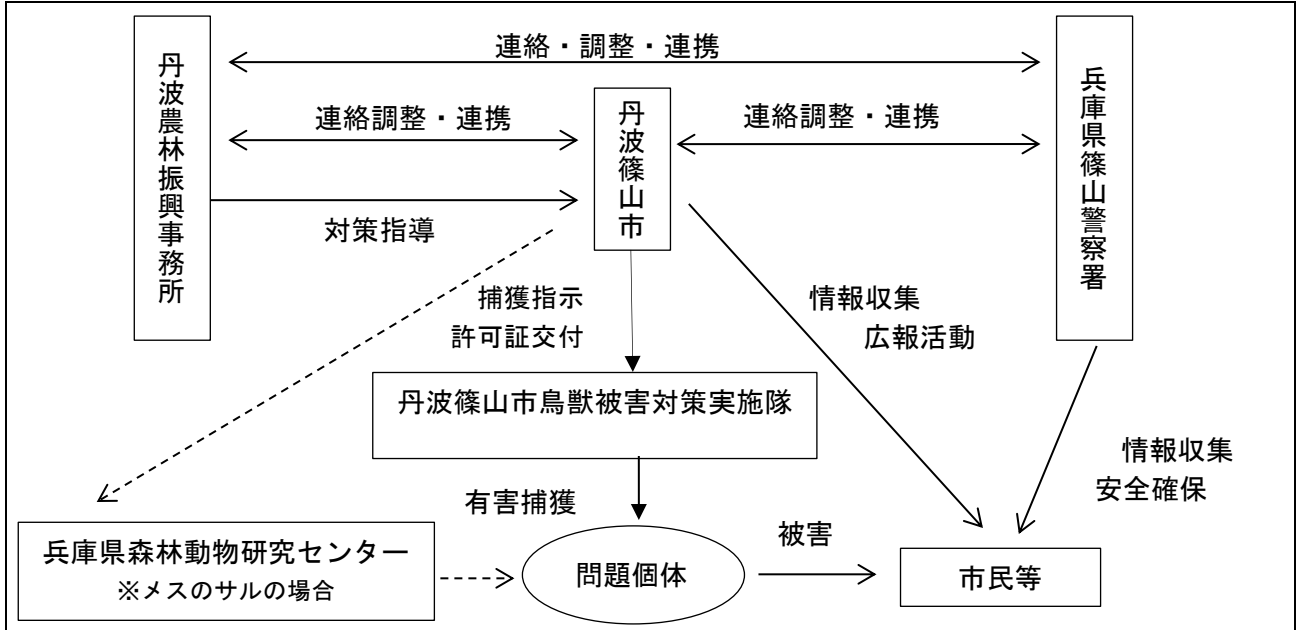 連絡・調整・連携
丹波農林振興事務所
丹波篠山市
兵庫県篠山警察署
連絡調整・連携
連絡調整・連携
対策指導
捕獲指示
許可証交付
情報収集
広報活動
丹波篠山市鳥獣被害対策実施隊
情報収集
安全確保
有害捕獲
兵庫県森林動物研究センター
※メスのサルの場合
問題個体
被害
市民等